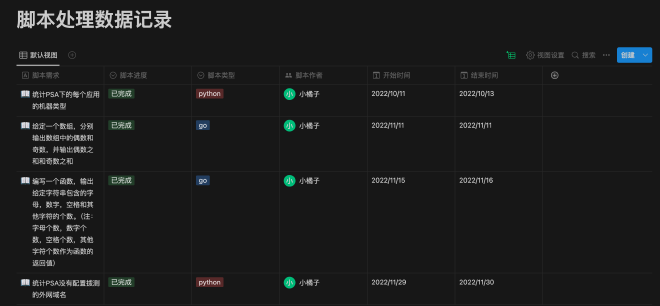 脚本处理数据记录
默认视图
视图设置
搜索
创建
脚本需求
脚本进度
脚本类型
脚本作者
开始时间
结束时间
统计PSA下的每个应用
的机器类型
已完成
python
小 小橘子
2022/10/11
2022/10/13
给定一个数组，分别
输出数组中的偶数和
奇数，并输出偶数之
和和奇数之和
已完成
go
小 小橘子
2022/11/11
2022/11/11
编写一个函数，输出
给定字符串包含的字
母，数字，空格和其
他字符的个数。（注：
字母个数，数字个
数，空格个数，其他
字符个数作为函数的
返回值）
已完成
go
小 小橘子
2022/11/15
2022/11/16
统计PSA没有配置拨测
的外网域名
已完成
python
小 小橘子
2022/11/29
2022/11/30